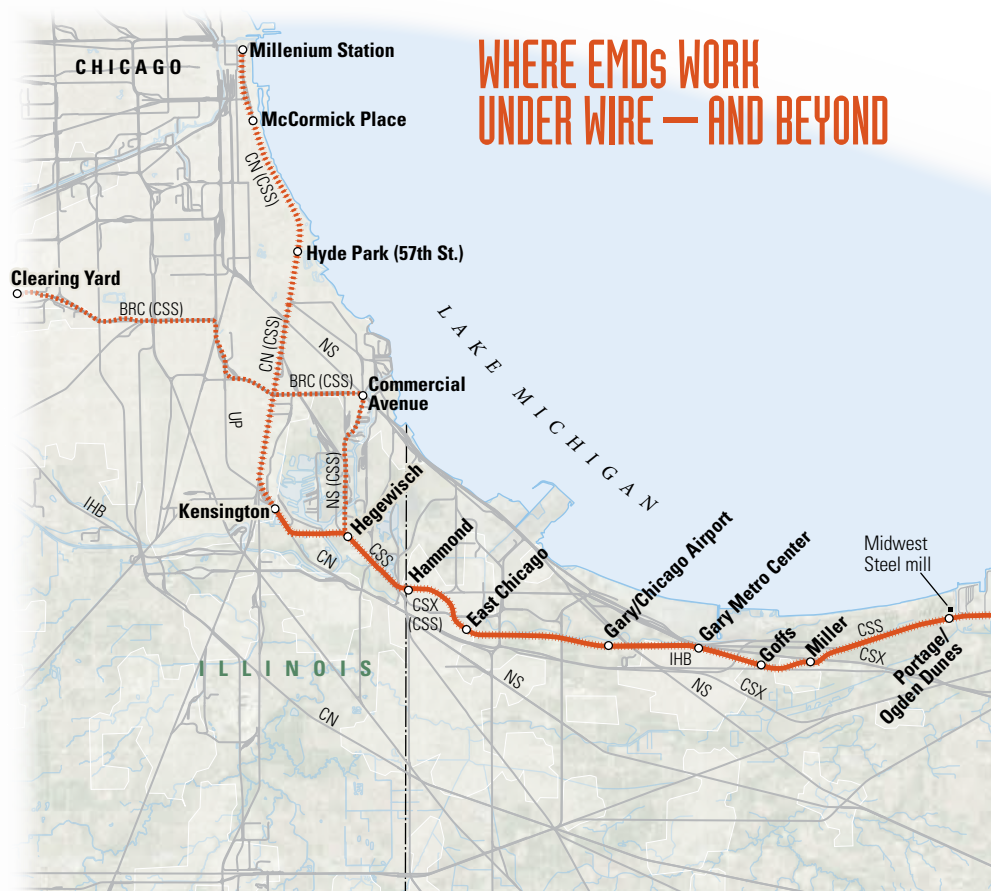 WHERE EMDs WORK
UNDER WIRE — AND BEYOND
CHICAGO
Millenium Station
McCormick Place
CN (CSS)
Hyde Park (57th St.)
Clearing Yard
BRC (CSS)
LAKE MICHIGAN
NS
CN (CSS)
BRC (CSS)
Commercial
Avenue
UP
NS (CSS)
IHB
Kensington
Hegewisch
CN
CSS
Hammond
CSX
(CSS)
East Chicago
Gary/Chicago Airport
Gary Metro Center
Midwest
Steel mill
IHB
Goffs
Miller
CSS
CSX
Portage/
Ogden Dunes
NS
NS
CSX
ILLINOIS
CN